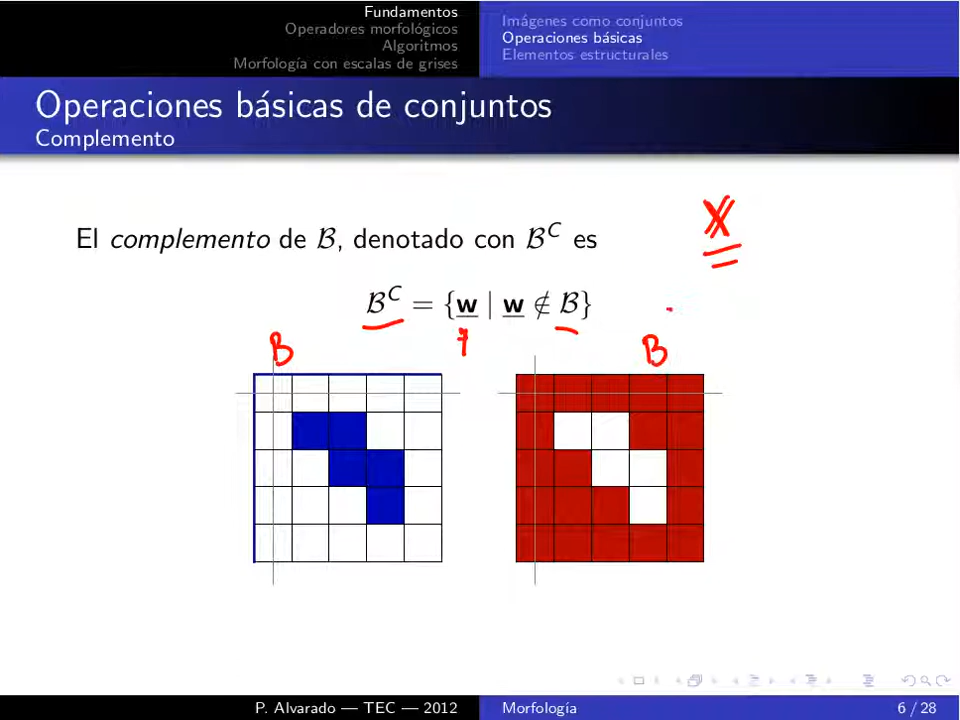 Fundamentos
Operadores morfológicos
Algoritmos
Morfología con escalas de grises
Imágenes como conjuntos
Operaciones básicas
Elementos estructurales
Operaciones básicas de conjuntos
Complemento
El complemento de ℬ, denotado con ℬ^C es
X
ℬ^C = {w | w ∉ ℬ}
B B
P. Alvarado — TEC — 2012 Morfología 6 / 28